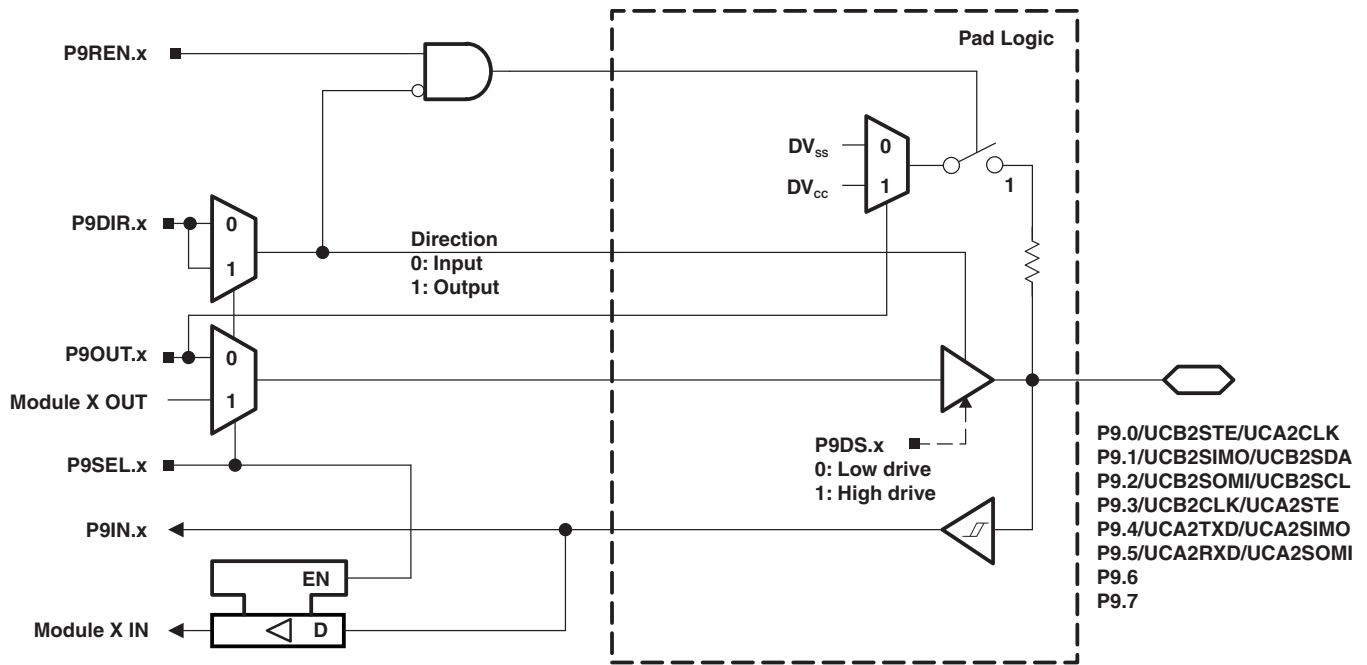 Pad Logic
P9REN.x
DVSS
0
DVCC
1
1
P9DIR.x
0
1
Direction
0: Input
1: Output
P9OUT.x
0
Module X OUT
1
P9DS.x
0: Low drive
1: High drive
P9SEL.x
P9IN.x
EN
Module X IN
D
P9.0/UCB2STE/UCA2CLK
P9.1/UCB2SIMO/UCB2SDA
P9.2/UCB2SOMI/UCB2SCL
P9.3/UCB2CLK/UCA2STE
P9.4/UCA2TXD/UCA2SIMO
P9.5/UCA2RXD/UCA2SOMI
P9.6
P9.7